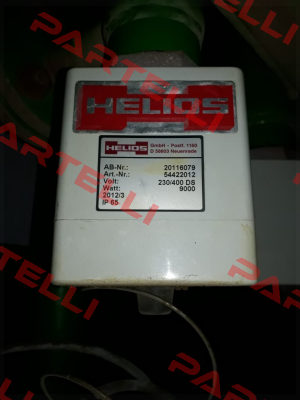 PARTELLI
HELIOS
HELIOS GmbH - Postf. 1160
D 58803 Neuenrade
AB-Nr.: 20116079
Art.-Nr.: 54422012
Volt: 230/400 DS
Watt: 9000
2012/3
IP 65
PARTELLI
PARTELLI